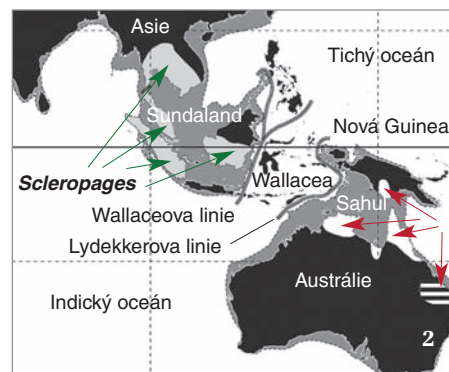 Asie
Tichý oceán
Sundaland
Nová Guinea
Scleropages
Wallacea
Wallaceova linie
Sahul
Lydekkerova linie
Austrálie
Indický oceán
2